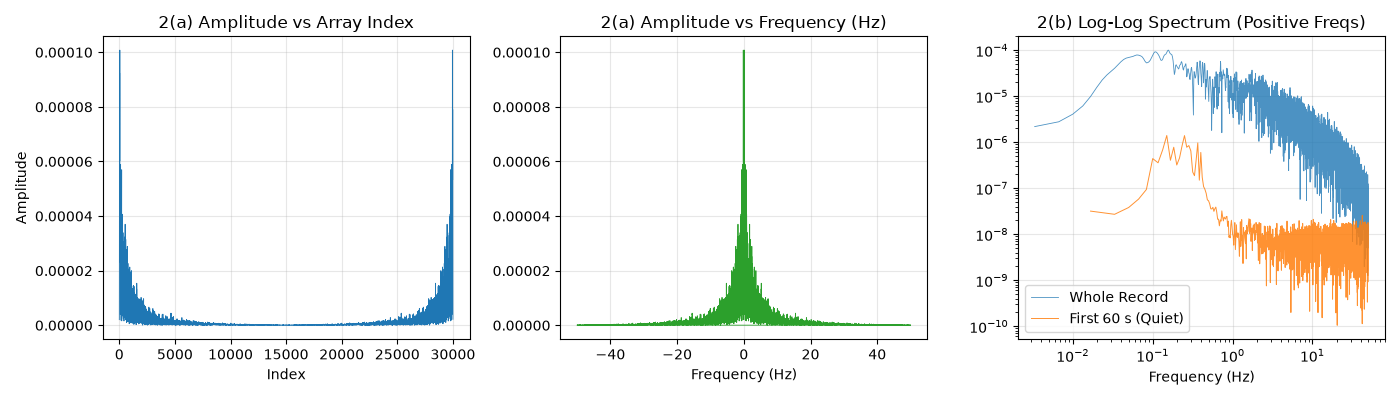 2(a) Amplitude vs Array Index
Amplitude
0.00010
0.00008
0.00006
0.00004
0.00002
0.00000
0 5000 10000 15000 20000 25000 30000
Index
2(a) Amplitude vs Frequency (Hz)
0.00010
0.00008
0.00006
0.00004
0.00002
0.00000
−40 −20 0 20 40
Frequency (Hz)
2(b) Log-Log Spectrum (Positive Freqs)
10⁻⁴
10⁻⁵
10⁻⁶
10⁻⁷
10⁻⁸
10⁻⁹
10⁻¹⁰
Whole Record
First 60 s (Quiet)
10⁻² 10⁻¹ 10⁰ 10¹
Frequency (Hz)